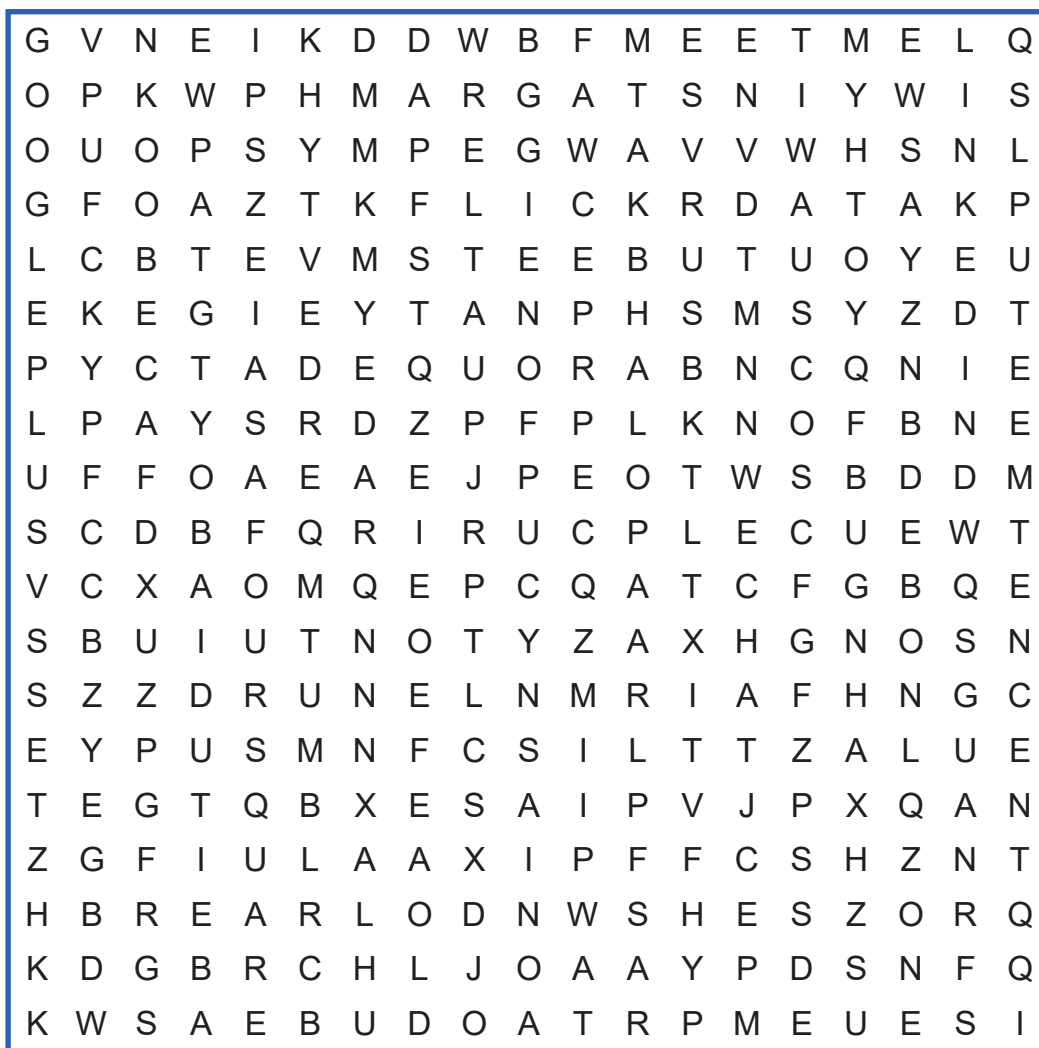 G V N E I K D D W B F M E E T M E L Q
O P K W P H M A R G A T S N I Y W I S
O U O P S Y M P E G W A V V W H S N L
G F O A Z T K F L I C K R D A T A K P
L C B T E V M S T E E B U T U O Y E U
E K E G I E Y T A N P H S M S Y Z D T
P Y C T A D E Q U O R A B N C Q N I E
L P A Y S R D Z P F P L K N O F B N E
U F F O A E A E J P E O T W S B D D M
S C D B F Q R I R U C P L E C U E W T
V C X A O M Q E P C Q A T C F G B Q E
S B U I U T N O T Y Z A X H G N O S N
S Z Z D R U N E L N M R I A F H N G C
E Y P U S M N F C S I L T T Z A L U E
T E G T Q B X E S A I P V J P X Q A N
Z G F I U L A A X I P F F C S H Z N T
H B R E A R L O D N W S H E S Z O R Q
K D G B R C H L J O A A Y P D S N F Q
K W S A E B U D O A T R P M E U E S I